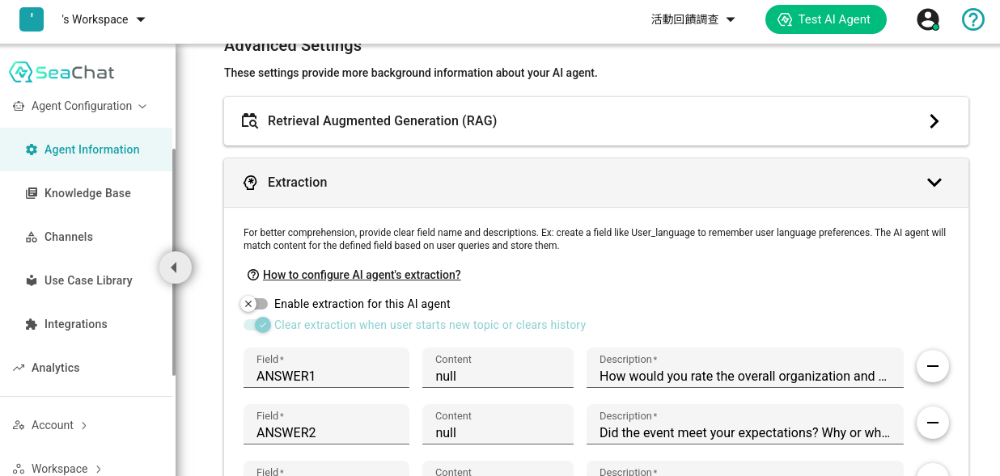 '
's Workspace
活動回饋調查
Test AI Agent
SeaChat
Agent Configuration
Agent Information
Knowledge Base
Channels
Use Case Library
Integrations
Analytics
Account
Workspace
Advanced Settings
These settings provide more background information about your AI agent.
Retrieval Augmented Generation (RAG)
Extraction
For better comprehension, provide clear field name and descriptions. Ex: create a field like User_language to remember user language preferences. The AI agent will
match content for the defined field based on user queries and store them.
How to configure AI agent's extraction?
Enable extraction for this AI agent
Clear extraction when user starts new topic or clears history
Field* Content Description*
ANSWER1 null How would you rate the overall organization and ...
Field* Content Description*
ANSWER2 null Did the event meet your expectations? Why or wh...
Field* Content Description*